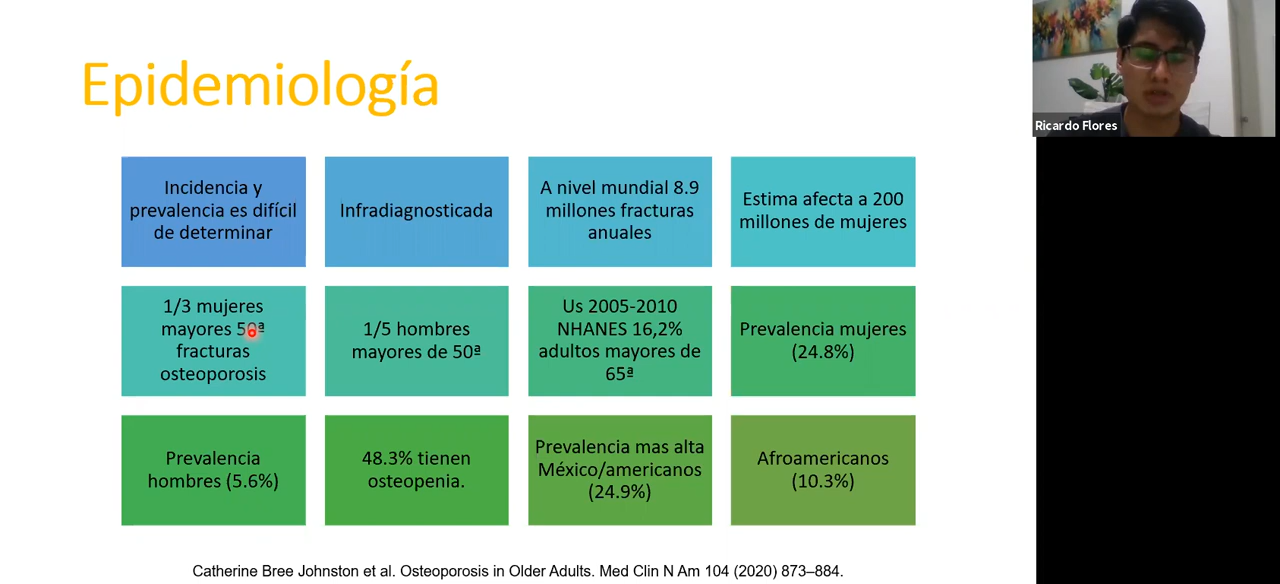 Epidemiología
Ricardo Flores
Incidencia y
prevalencia es difícil
de determinar
Infradiagnosticada
A nivel mundial 8.9
millones fracturas
anuales
Estima afecta a 200
millones de mujeres
1/3 mujeres
mayores 50ª
fracturas
osteoporosis
1/5 hombres
mayores de 50ª
Us 2005-2010
NHANES 16,2%
adultos mayores de
65ª
Prevalencia mujeres
(24.8%)
Prevalencia
hombres (5.6%)
48.3% tienen
osteopenia.
Prevalencia mas alta
México/americanos
(24.9%)
Afroamericanos
(10.3%)
Catherine Bree Johnston et al. Osteoporosis in Older Adults. Med Clin N Am 104 (2020) 873–884.